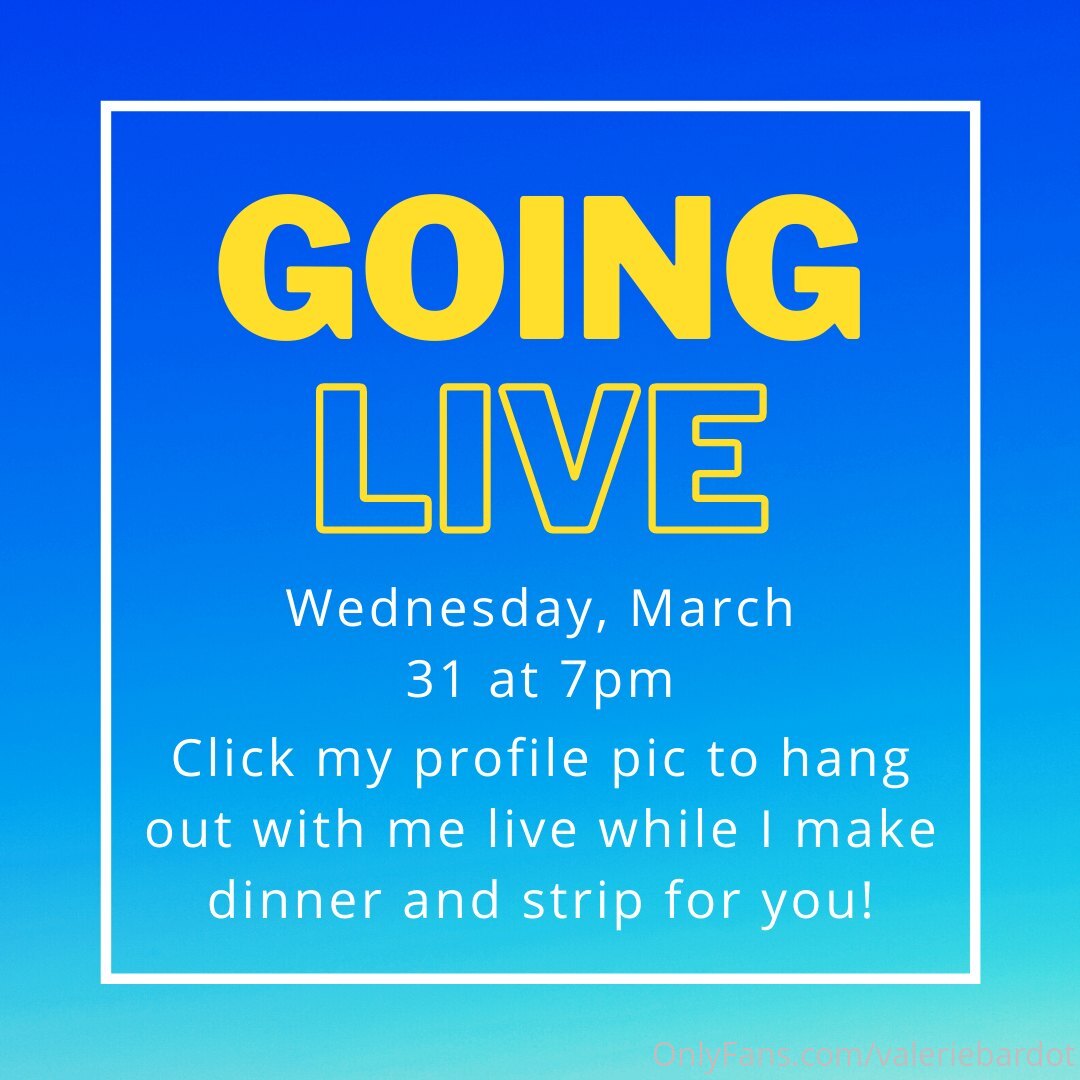 GOING
LIVE
Wednesday, March
31 at 7pm
Click my profile pic to hang
out with me live while I make
dinner and strip for you!
OnlyFans.com/valeriebardot